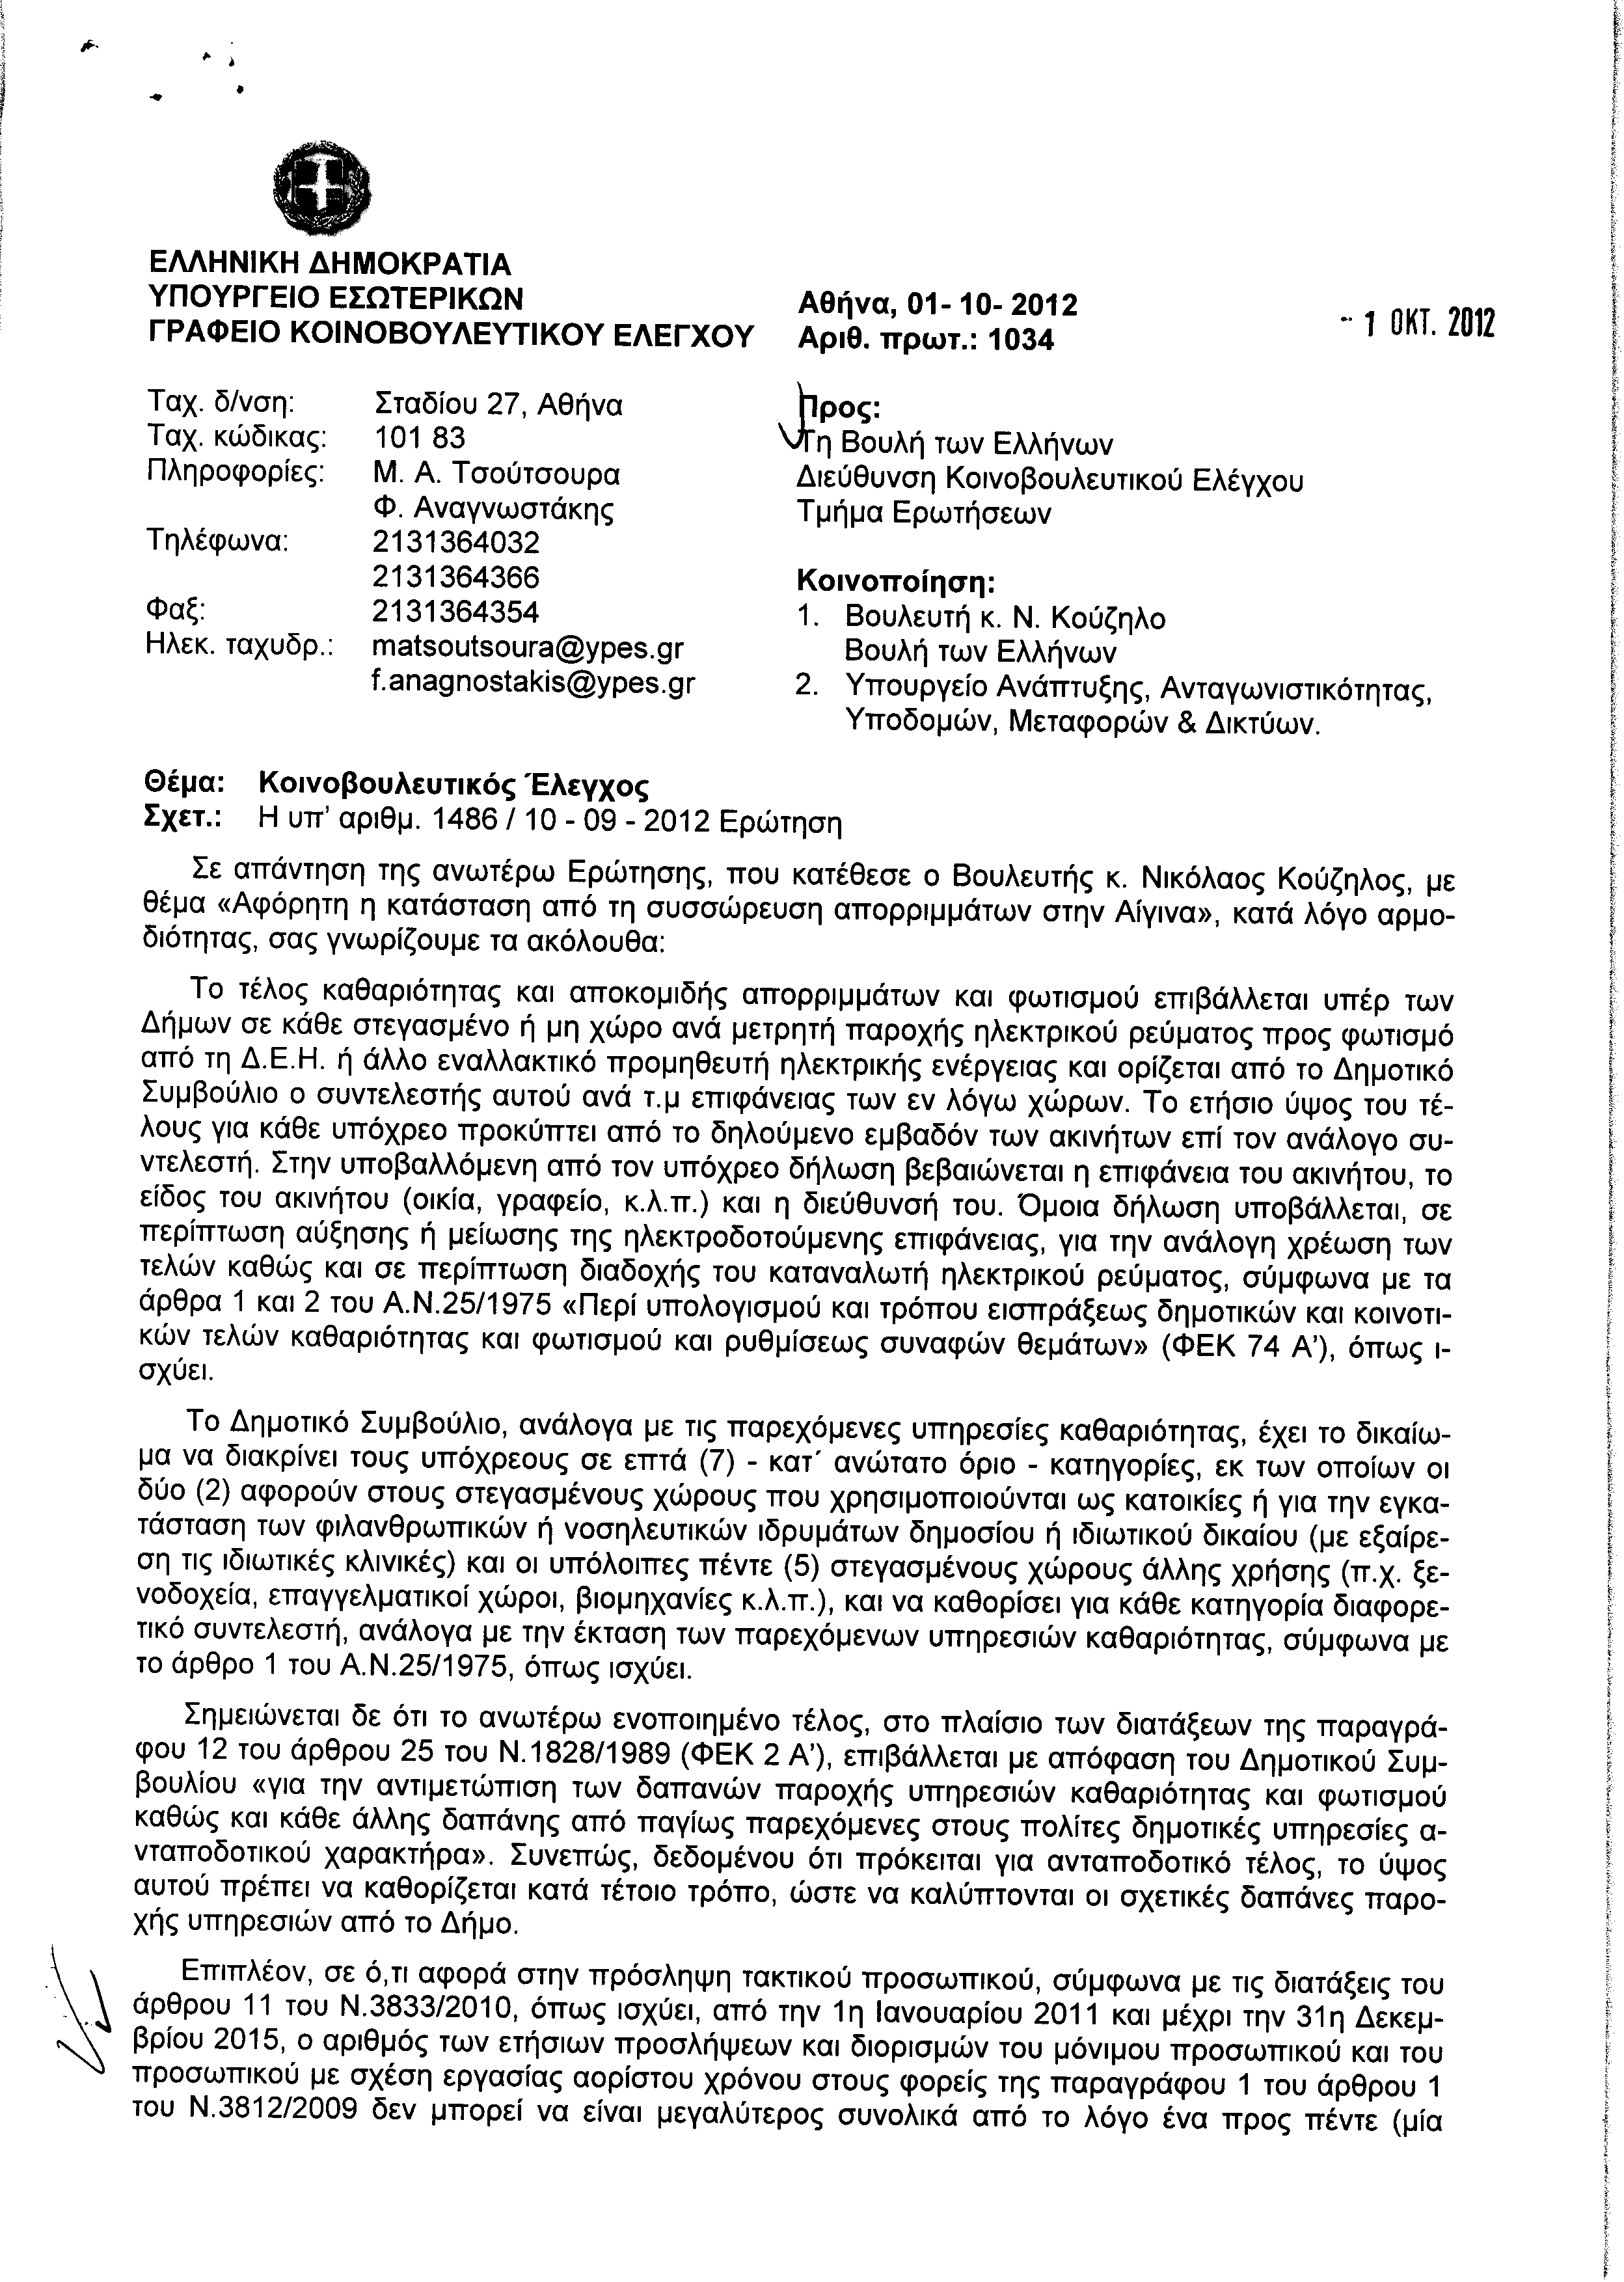 ΕΛΛΗΝΙΚΗ ΔΗΜΟΚΡΑΤΙΑ
ΥΠΟΥΡΓΕΙΟ ΕΣΩΤΕΡΙΚΩΝ
ΓΡΑΦΕΙΟ ΚΟΙΝΟΒΟΥΛΕΥΤΙΚΟΥ ΕΛΕΓΧΟΥ
Αθήνα, 01- 10- 2012
Αριθ. πρωτ.: 1034
- 1 ΟΚΤ. 2012
Ταχ. δ/νση: Σταδίου 27, Αθήνα
Ταχ. κώδικας: 101 83
Πληροφορίες: Μ. Α. Τσούτσουρα
Φ. Αναγνωστάκης
Τηλέφωνα: 2131364032
2131364366
Φαξ: 2131364354
Ηλεκ. ταχυδρ.: matsoutsoura@ypes.gr
f.anagnostakis@ypes.gr
Προς:
Τη Βουλή των Ελλήνων
Διεύθυνση Κοινοβουλευτικού Ελέγχου
Τμήμα Ερωτήσεων
Κοινοποίηση:
1. Βουλευτή κ. Ν. Κούζηλο
Βουλή των Ελλήνων
2. Υπουργείο Ανάπτυξης, Ανταγωνιστικότητας,
Υποδομών, Μεταφορών & Δικτύων.
Θέμα: Κοινοβουλευτικός Έλεγχος
Σχετ.: Η υπ' αριθμ. 1486 / 10 - 09 - 2012 Ερώτηση
Σε απάντηση της ανωτέρω Ερώτησης, που κατέθεσε ο Βουλευτής κ. Νικόλαος Κούζηλος, με
θέμα «Αφόρητη η κατάσταση από τη συσσώρευση απορριμμάτων στην Αίγινα», κατά λόγο αρμο-
διότητας, σας γνωρίζουμε τα ακόλουθα:
Το τέλος καθαριότητας και αποκομιδής απορριμμάτων και φωτισμού επιβάλλεται υπέρ των
Δήμων σε κάθε στεγασμένο ή μη χώρο ανά μετρητή παροχής ηλεκτρικού ρεύματος προς φωτισμό
από τη Δ.Ε.Η. ή άλλο εναλλακτικό προμηθευτή ηλεκτρικής ενέργειας και ορίζεται από το Δημοτικό
Συμβούλιο ο συντελεστής αυτού ανά τ.μ επιφάνειας των εν λόγω χώρων. Το ετήσιο ύψος του τέ-
λους για κάθε υπόχρεο προκύπτει από το δηλούμενο εμβαδόν των ακινήτων επί τον ανάλογο συ-
ντελεστή. Στην υποβαλλόμενη από τον υπόχρεο δήλωση βεβαιώνεται η επιφάνεια του ακινήτου, το
είδος του ακινήτου (οικία, γραφείο, κ.λ.π.) και η διεύθυνσή του. Όμοια δήλωση υποβάλλεται, σε
περίπτωση αύξησης ή μείωσης της ηλεκτροδοτούμενης επιφάνειας, για την ανάλογη χρέωση των
τελών καθώς και σε περίπτωση διαδοχής του καταναλωτή ηλεκτρικού ρεύματος, σύμφωνα με τα
άρθρα 1 και 2 του Α.Ν.25/1975 «Περί υπολογισμού και τρόπου εισπράξεως δημοτικών και κοινοτι-
κών τελών καθαριότητας και φωτισμού και ρυθμίσεως συναφών θεμάτων» (ΦΕΚ 74 Α'), όπως ι-
σχύει.
Το Δημοτικό Συμβούλιο, ανάλογα με τις παρεχόμενες υπηρεσίες καθαριότητας, έχει το δικαίω-
μα να διακρίνει τους υπόχρεους σε επτά (7) - κατ΄ ανώτατο όριο - κατηγορίες, εκ των οποίων οι
δύο (2) αφορούν στους στεγασμένους χώρους που χρησιμοποιούνται ως κατοικίες ή για την εγκα-
τάσταση των φιλανθρωπικών ή νοσηλευτικών ιδρυμάτων δημοσίου ή ιδιωτικού δικαίου (με εξαίρε-
ση τις ιδιωτικές κλινικές) και οι υπόλοιπες πέντε (5) στεγασμένους χώρους άλλης χρήσης (π.χ. ξε-
νοδοχεία, επαγγελματικοί χώροι, βιομηχανίες κ.λ.π.), και να καθορίσει για κάθε κατηγορία διαφορε-
τικό συντελεστή, ανάλογα με την έκταση των παρεχόμενων υπηρεσιών καθαριότητας, σύμφωνα με
το άρθρο 1 του Α.Ν.25/1975, όπως ισχύει.
Σημειώνεται δε ότι το ανωτέρω ενοποιημένο τέλος, στο πλαίσιο των διατάξεων της παραγρά-
φου 12 του άρθρου 25 του Ν.1828/1989 (ΦΕΚ 2 Α'), επιβάλλεται με απόφαση του Δημοτικού Συμ-
βουλίου «για την αντιμετώπιση των δαπανών παροχής υπηρεσιών καθαριότητας και φωτισμού
καθώς και κάθε άλλης δαπάνης από παγίως παρεχόμενες στους πολίτες δημοτικές υπηρεσίες α-
νταποδοτικού χαρακτήρα». Συνεπώς, δεδομένου ότι πρόκειται για ανταποδοτικό τέλος, το ύψος
αυτού πρέπει να καθορίζεται κατά τέτοιο τρόπο, ώστε να καλύπτονται οι σχετικές δαπάνες παρο-
χής υπηρεσιών από το Δήμο.
Επιπλέον, σε ό,τι αφορά στην πρόσληψη τακτικού προσωπικού, σύμφωνα με τις διατάξεις του
άρθρου 11 του Ν.3833/2010, όπως ισχύει, από την 1η Ιανουαρίου 2011 και μέχρι την 31η Δεκεμ-
βρίου 2015, ο αριθμός των ετήσιων προσλήψεων και διορισμών του μόνιμου προσωπικού και του
προσωπικού με σχέση εργασίας αορίστου χρόνου στους φορείς της παραγράφου 1 του άρθρου 1
του Ν.3812/2009 δεν μπορεί να είναι μεγαλύτερος συνολικά από το λόγο ένα προς πέντε (μία